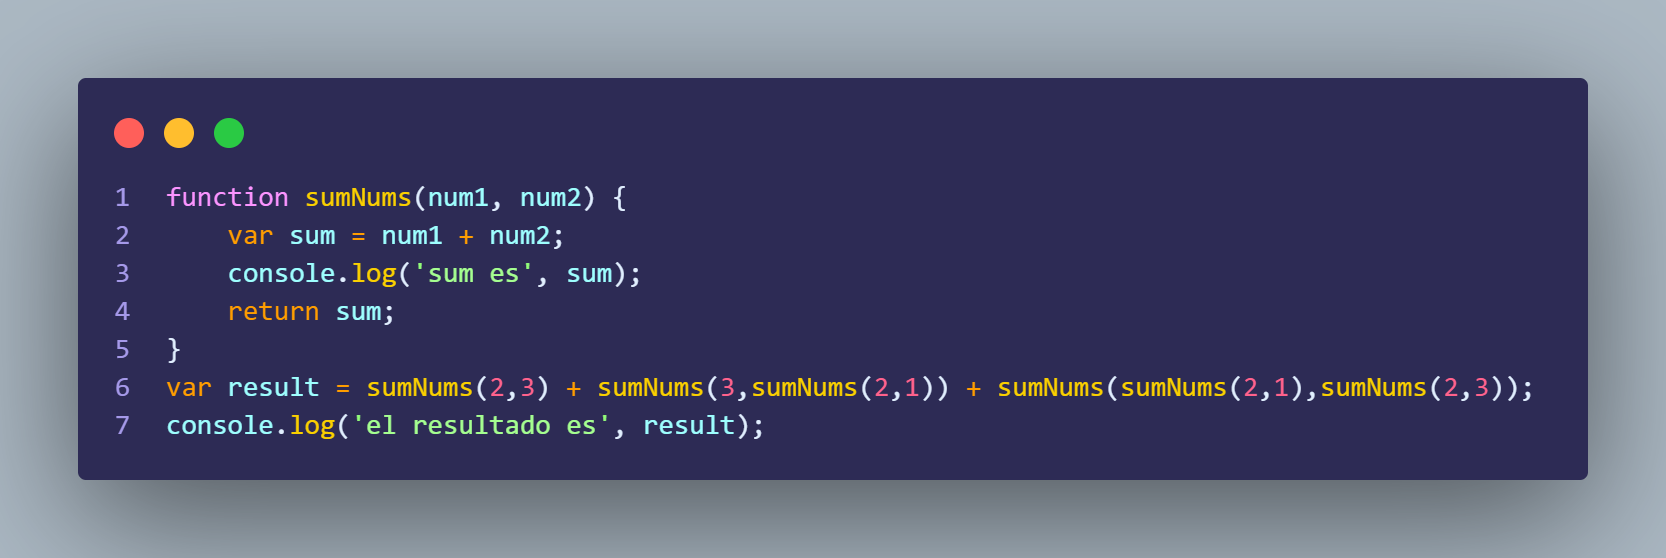 1 function sumNums(num1, num2) {
2     var sum = num1 + num2;
3     console.log('sum es', sum);
4     return sum;
5 }
6 var result = sumNums(2,3) + sumNums(3,sumNums(2,1)) + sumNums(sumNums(2,1),sumNums(2,3));
7 console.log('el resultado es', result);